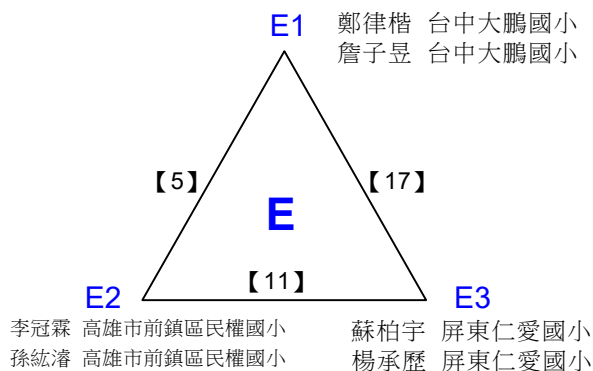 E1
鄭律楷 台中大鵬國小
詹子昱 台中大鵬國小
【5】
【17】
E
【11】
E2
E3
李冠霖 高雄市前鎮區民權國小
孫紘濬 高雄市前鎮區民權國小
蘇柏宇 屏東仁愛國小
楊承歷 屏東仁愛國小